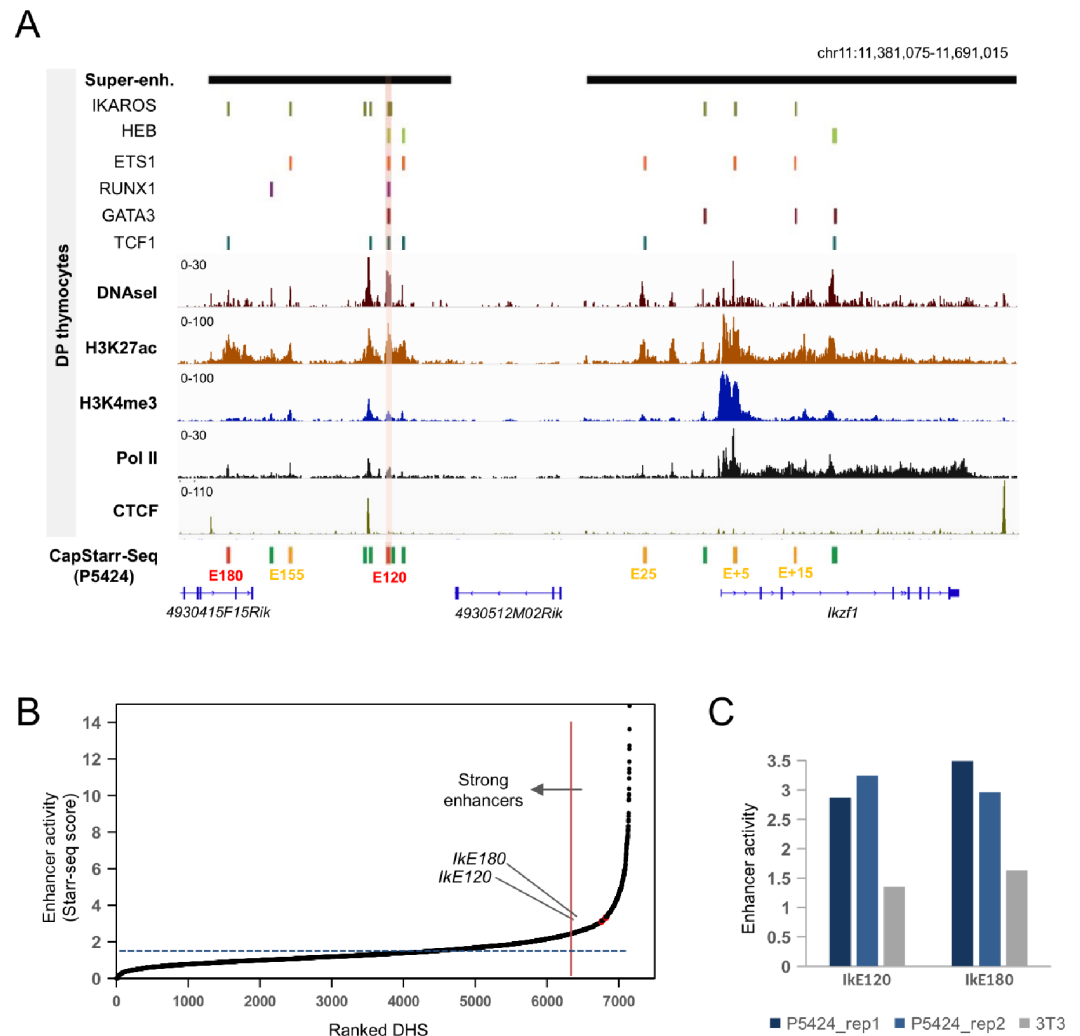 A
chr11:11,381,075-11,691,015
Super-enh.
IKAROS
HEB
ETS1
RUNX1
GATA3
TCF1
DP thymocytes
0-30
DNAseI
0-100
H3K27ac
0-100
H3K4me3
0-30
Pol II
0-110
CTCF
CapStarr-Seq
(P5424)
E180 E155 E120 E25 E+5 E+15
4930415F15Rik 4930512M02Rik Ikzf1
B
Enhancer activity
(Starr-seq score)
14
12
10
8
6
4
2
0
Strong
enhancers
IkE180
IkE120
0 1000 2000 3000 4000 5000 6000 7000
Ranked DHS
C
Enhancer activity
3.5
3
2.5
2
1.5
1
0.5
0
IkE120 IkE180
P5424_rep1 P5424_rep2 3T3